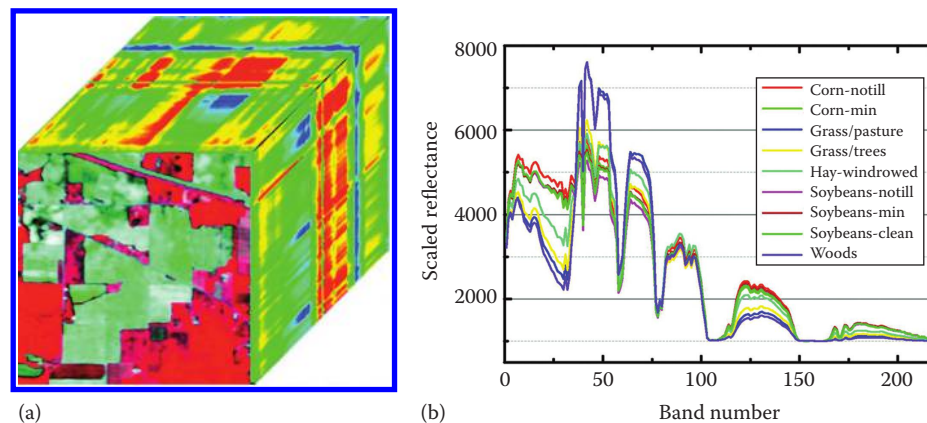 (a)
(b)
8000
6000
4000
2000
Scaled reflectance
0
50
100
150
200
Band number
Corn-notill
Corn-min
Grass/pasture
Grass/trees
Hay-windrowed
Soybeans-notill
Soybeans-min
Soybeans-clean
Woods